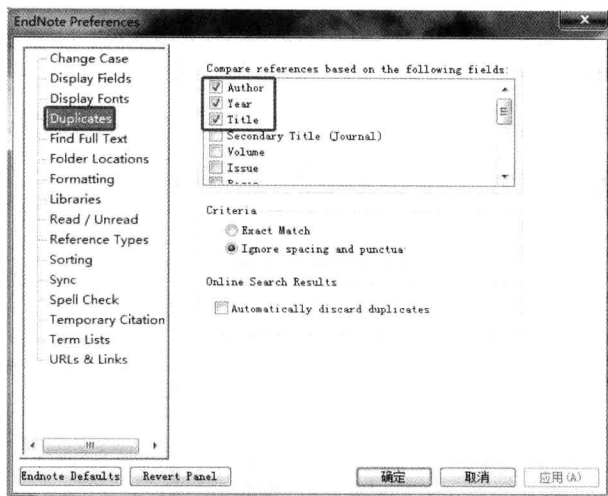 EndNote Preferences
Change Case
Display Fields
Display Fonts
Duplicates
Find Full Text
Folder Locations
Formatting
Libraries
Read / Unread
Reference Types
Sorting
Sync
Spell Check
Temporary Citation
Term Lists
URLs & Links
Compare references based on the following fields:
Author
Year
Title
Secondary Title (Journal)
Volume
Issue
Criteria
Exact Match
Ignore spacing and punctua
Online Search Results
Automatically discard duplicates
Endnote Defaults
Revert Panel
确定
取消
应用(A)